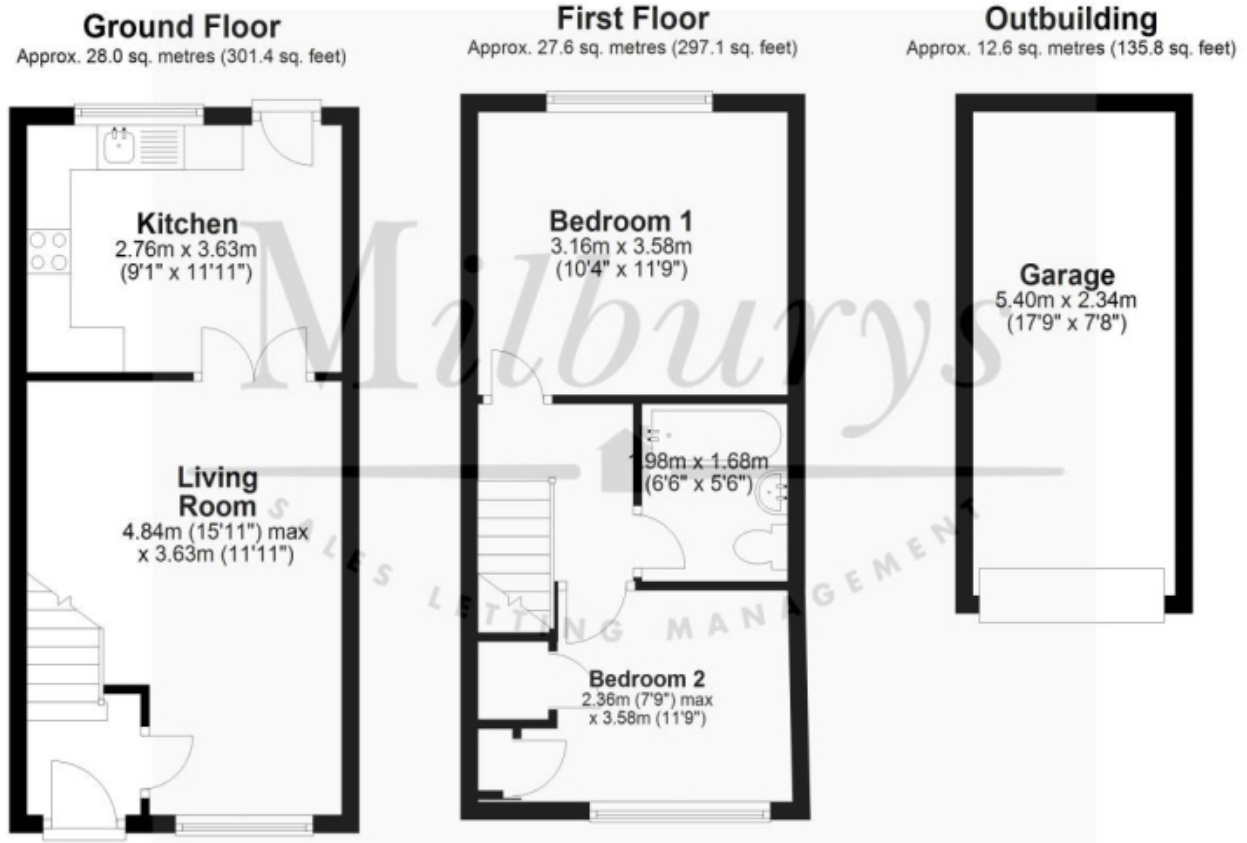 Ground Floor
Approx. 28.0 sq. metres (301.4 sq. feet)
Kitchen
2.76m x 3.63m
(9'1" x 11'11")
Living
Room
4.84m (15'11") max
x 3.63m (11'11")
First Floor
Approx. 27.6 sq. metres (297.1 sq. feet)
Bedroom 1
3.16m x 3.58m
(10'4" x 11'9")
1.98m x 1.68m
(6'6" x 5'6")
Bedroom 2
2.36m (7'9") max
x 3.58m (11'9")
Outbuilding
Approx. 12.6 sq. metres (135.8 sq. feet)
Garage
5.40m x 2.34m
(17'9" x 7'8")
Milburys
SALES LETTING MANAGEMENT